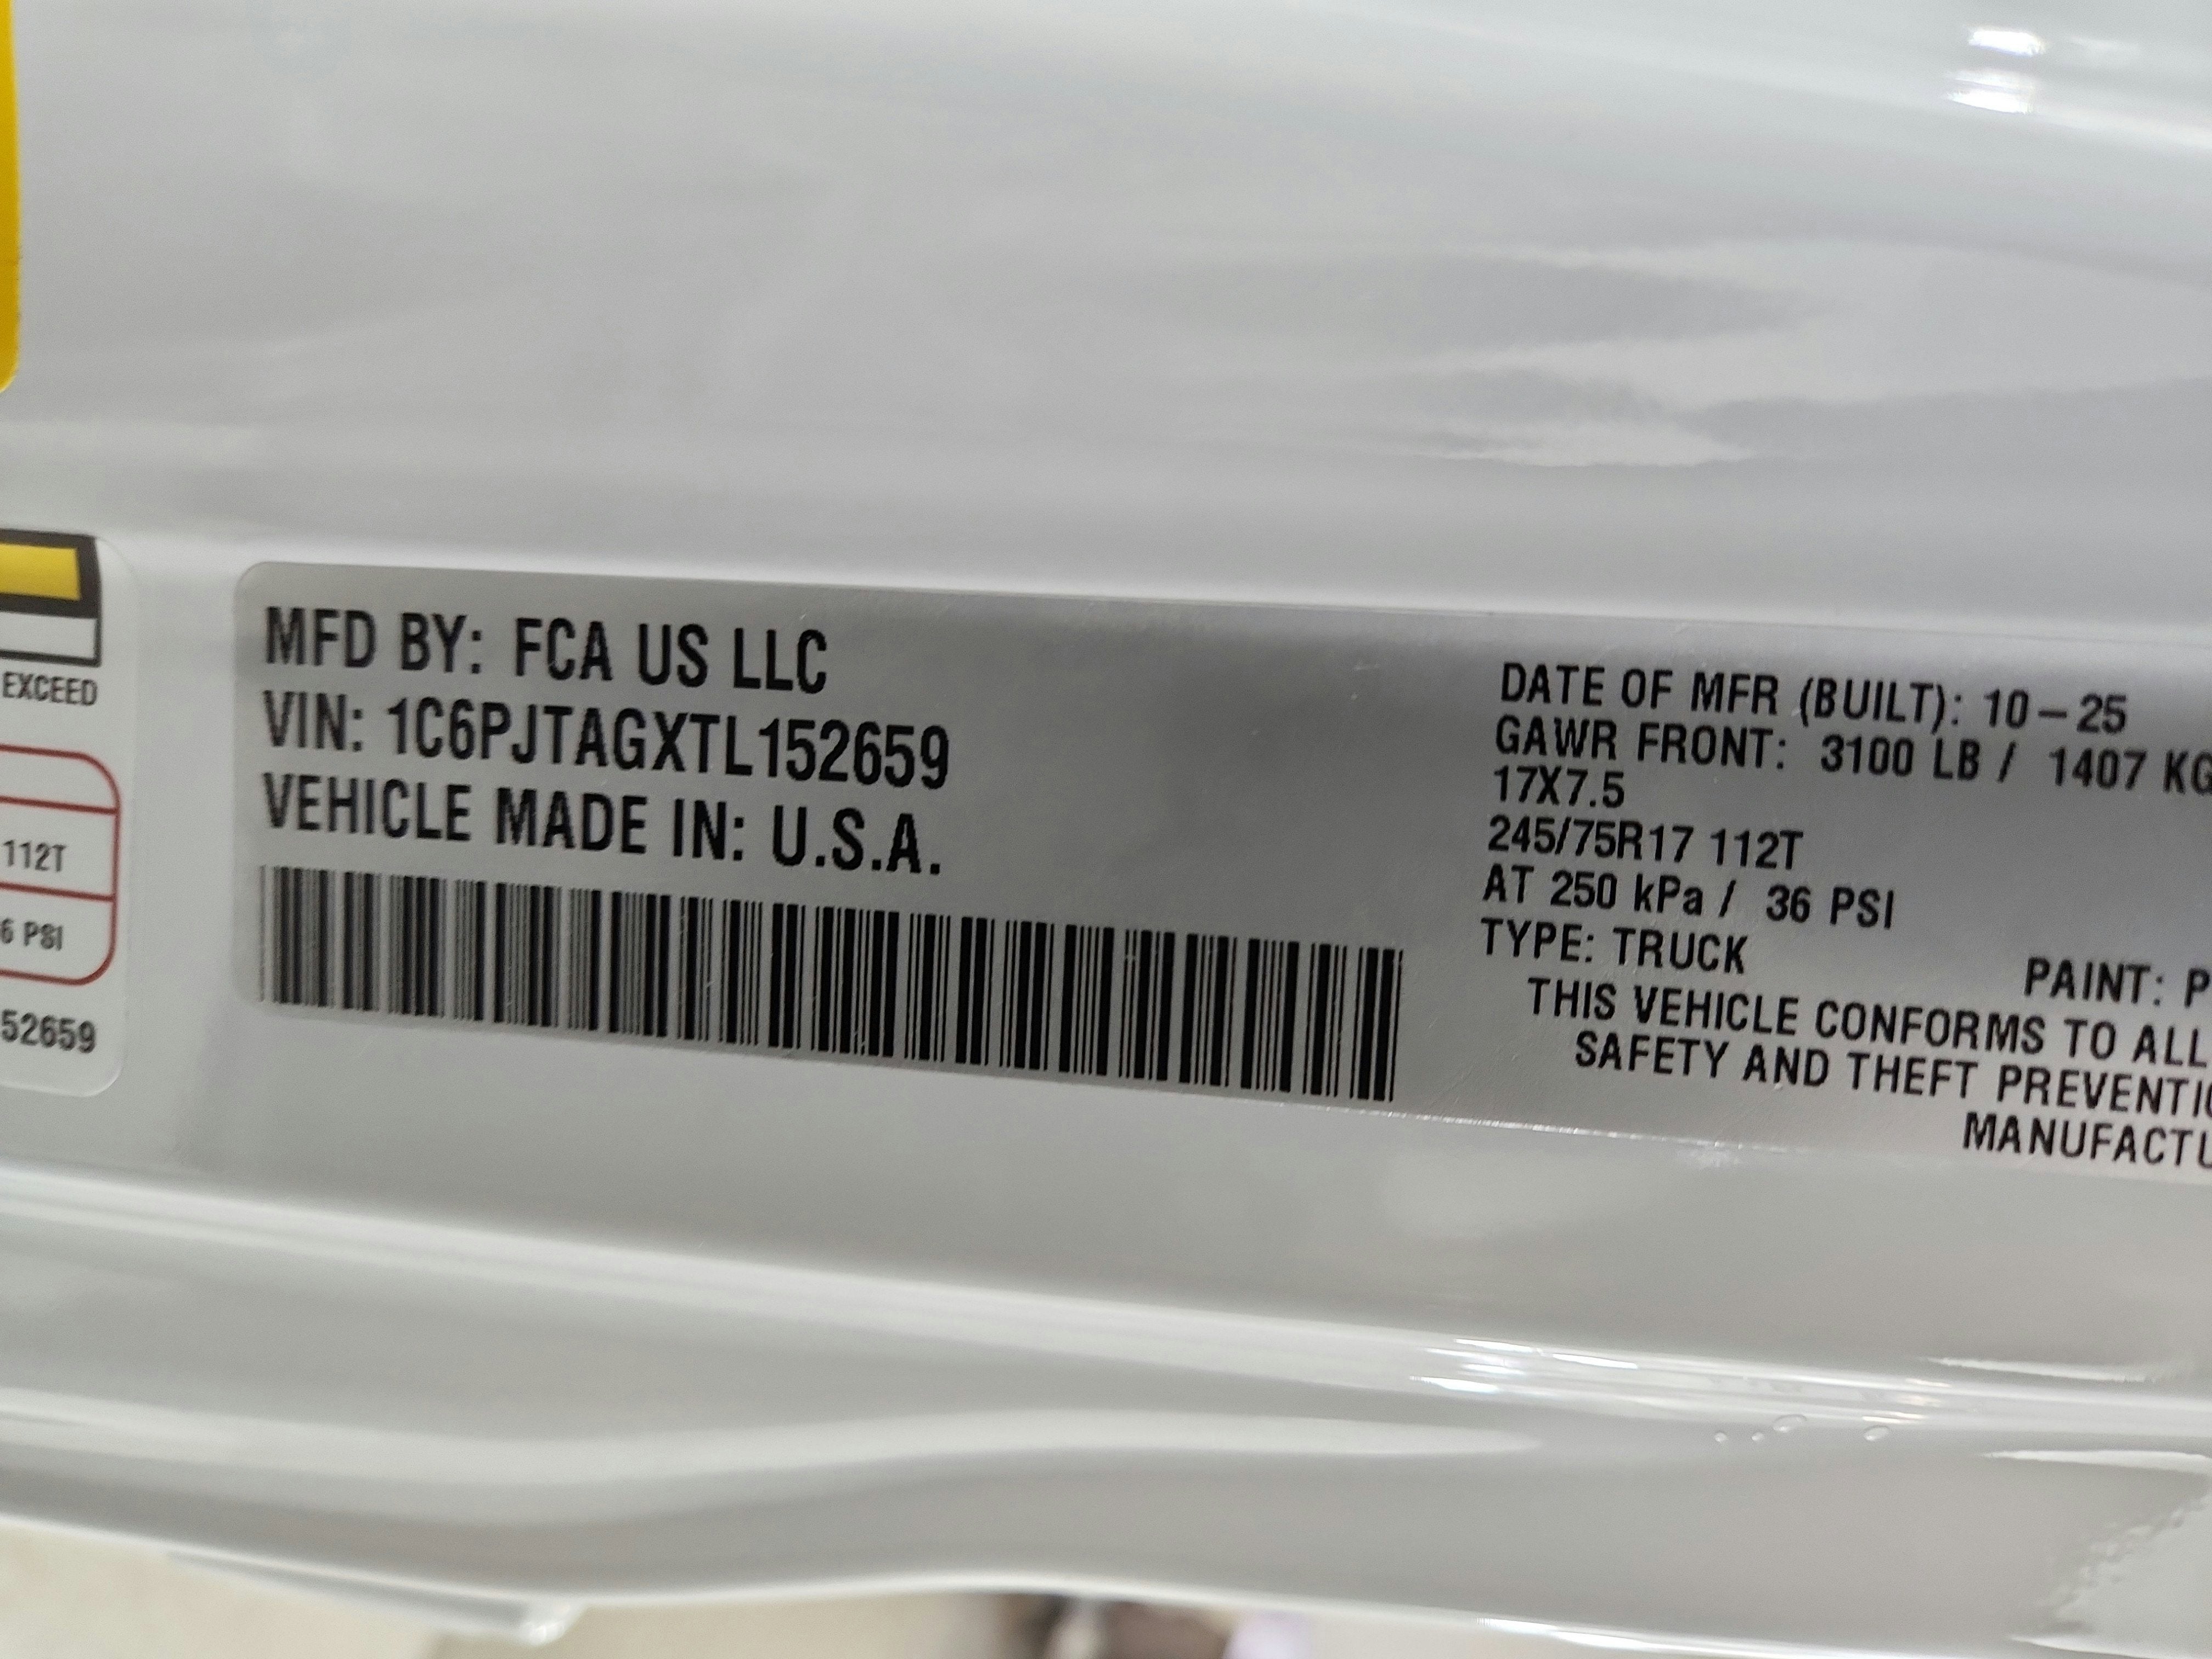 EXCEED
112T
6 PSI
52659
MFD BY: FCA US LLC
VIN: 1C6PJTAGXTL152659
VEHICLE MADE IN: U.S.A.
DATE OF MFR (BUILT): 10-25
GAWR FRONT: 3100 LB / 1407 KG
17X7.5
245/75R17 112T
AT 250 kPa / 36 PSI
TYPE: TRUCK
PAINT: P
THIS VEHICLE CONFORMS TO ALL
SAFETY AND THEFT PREVENTIO
MANUFACTU